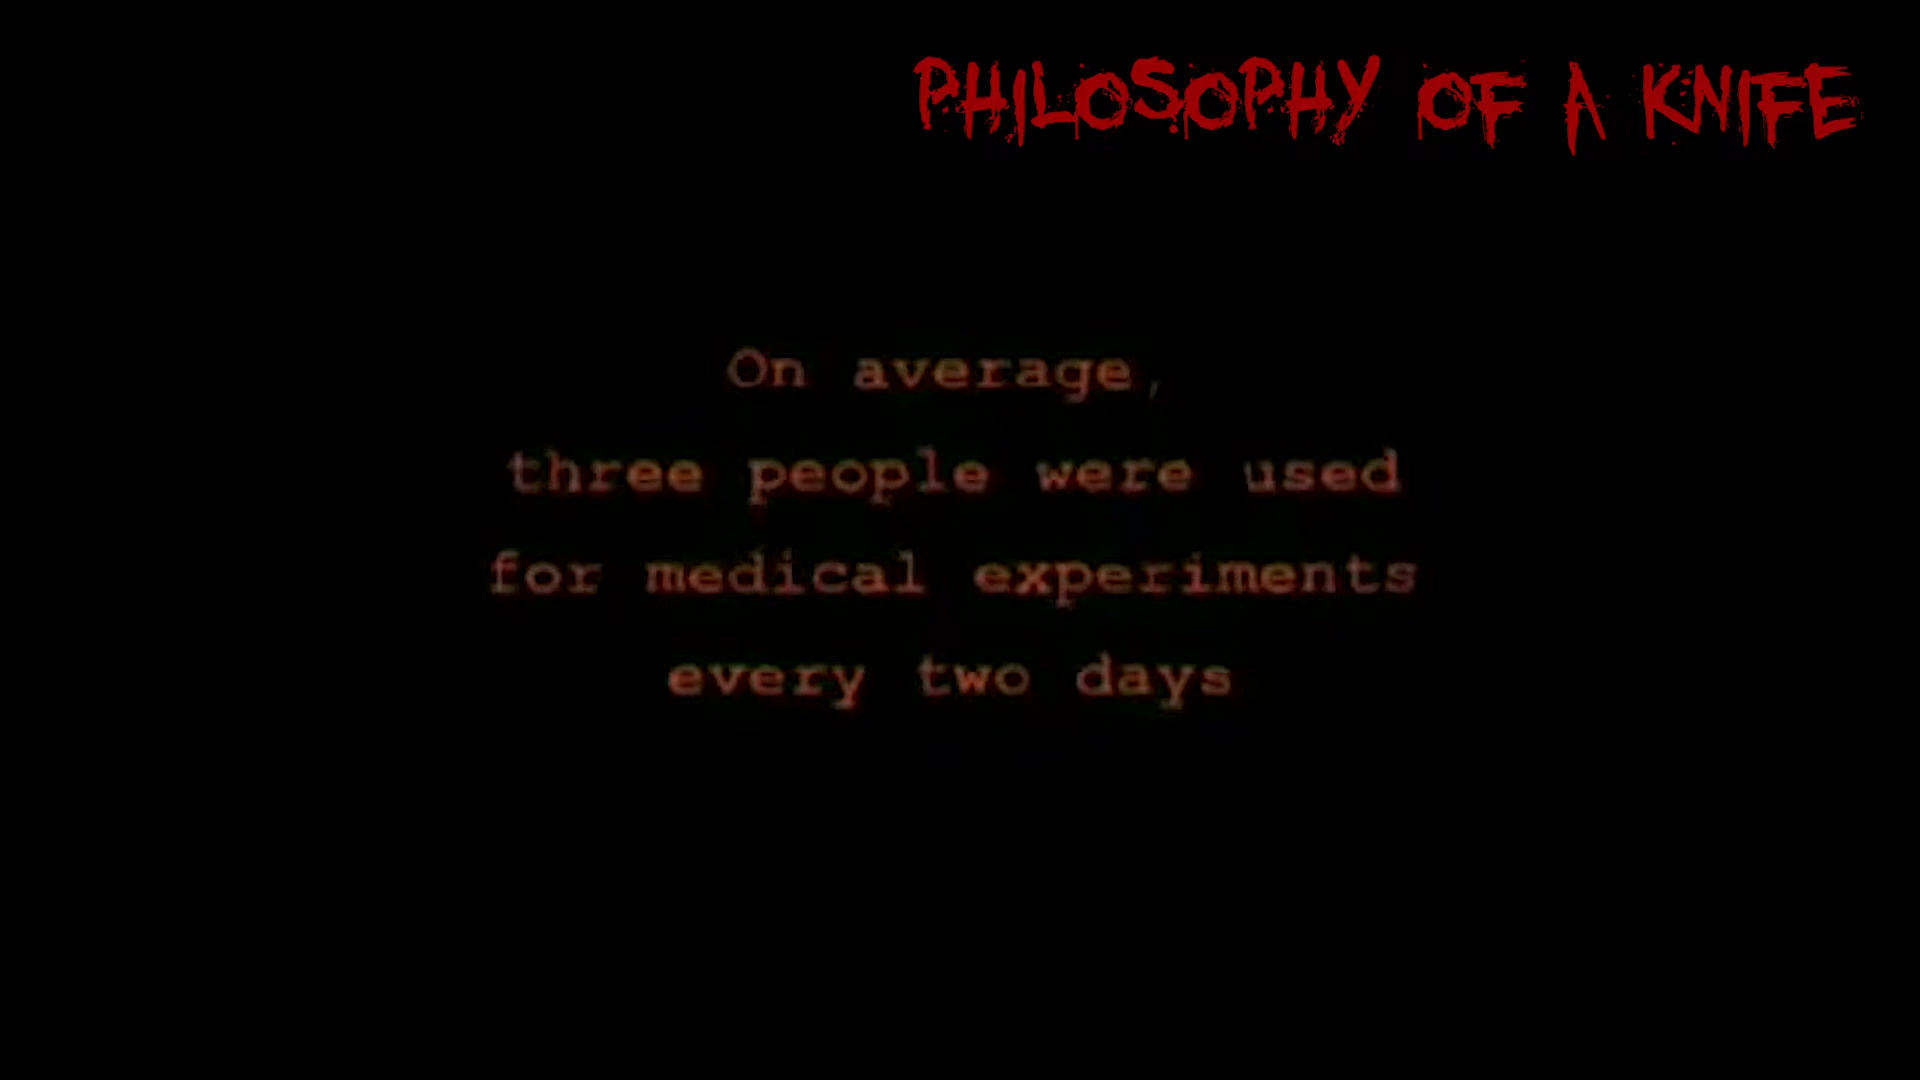 PHILOSOPHY OF A KNIFE
On average,
three people were used
for medical experiments
every two days